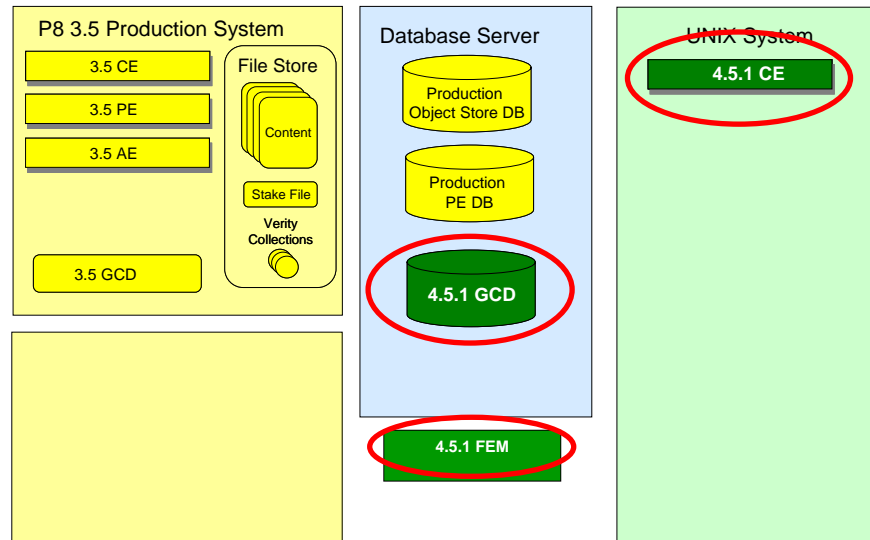 P8 3.5 Production System
3.5 CE
3.5 PE
3.5 AE
3.5 GCD
File Store
Content
Stake File
Verity
Collections
Database Server
Production
Object Store DB
Production
PE DB
4.5.1 GCD
4.5.1 FEM
UNIX System
4.5.1 CE